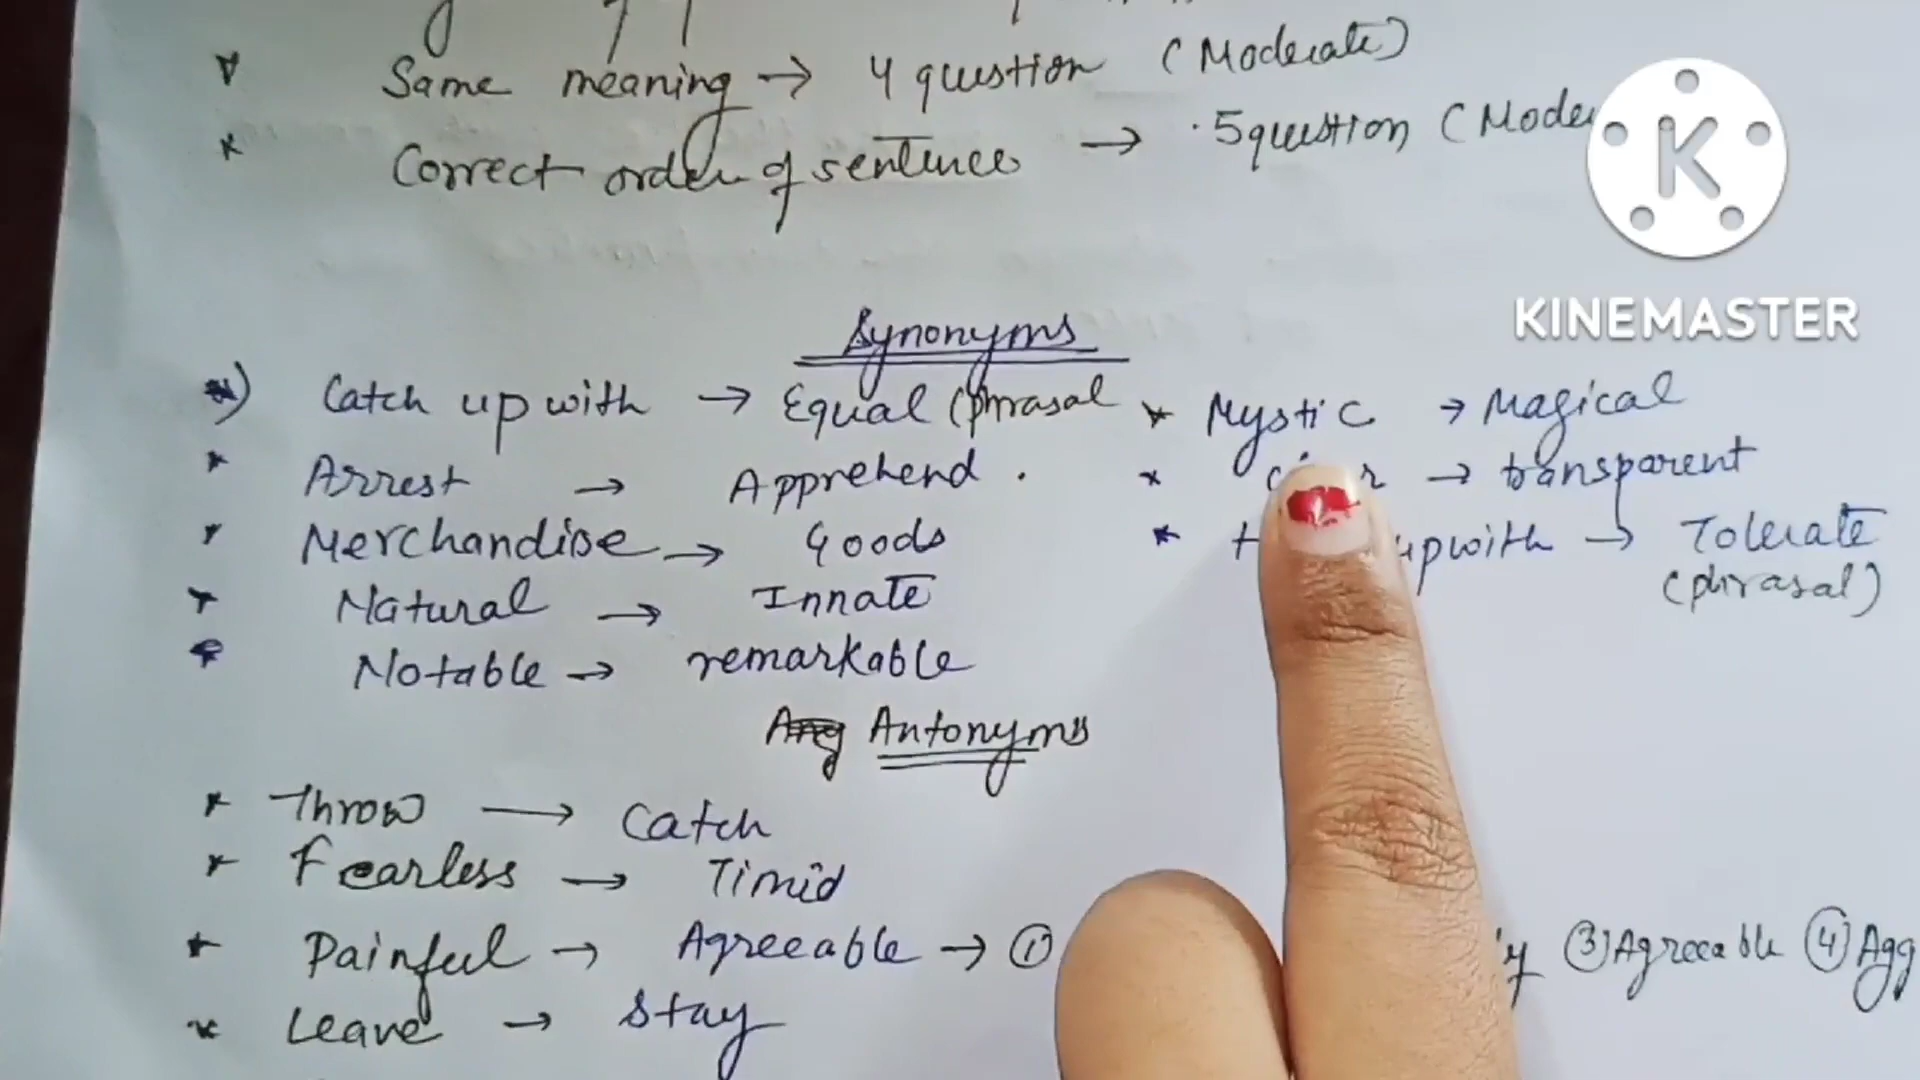 Same meaning → 4 question (Moderate)
Correct order of sentence → 5 question (Mode
KINEMASTER
Synonyms
Catch up with → Equal (phrasal
Arrest → Apprehend .
Merchandise → Goods
Natural → Innate
Notable → remarkable
Mystic → Magical
→ transparent
up with → Tolerate
(phrasal)
Antonyms
Throw → Catch
Fearless → Timid
Painful → Agreeable → ① ③ Agreeable ④ Agg
Leave → Stay